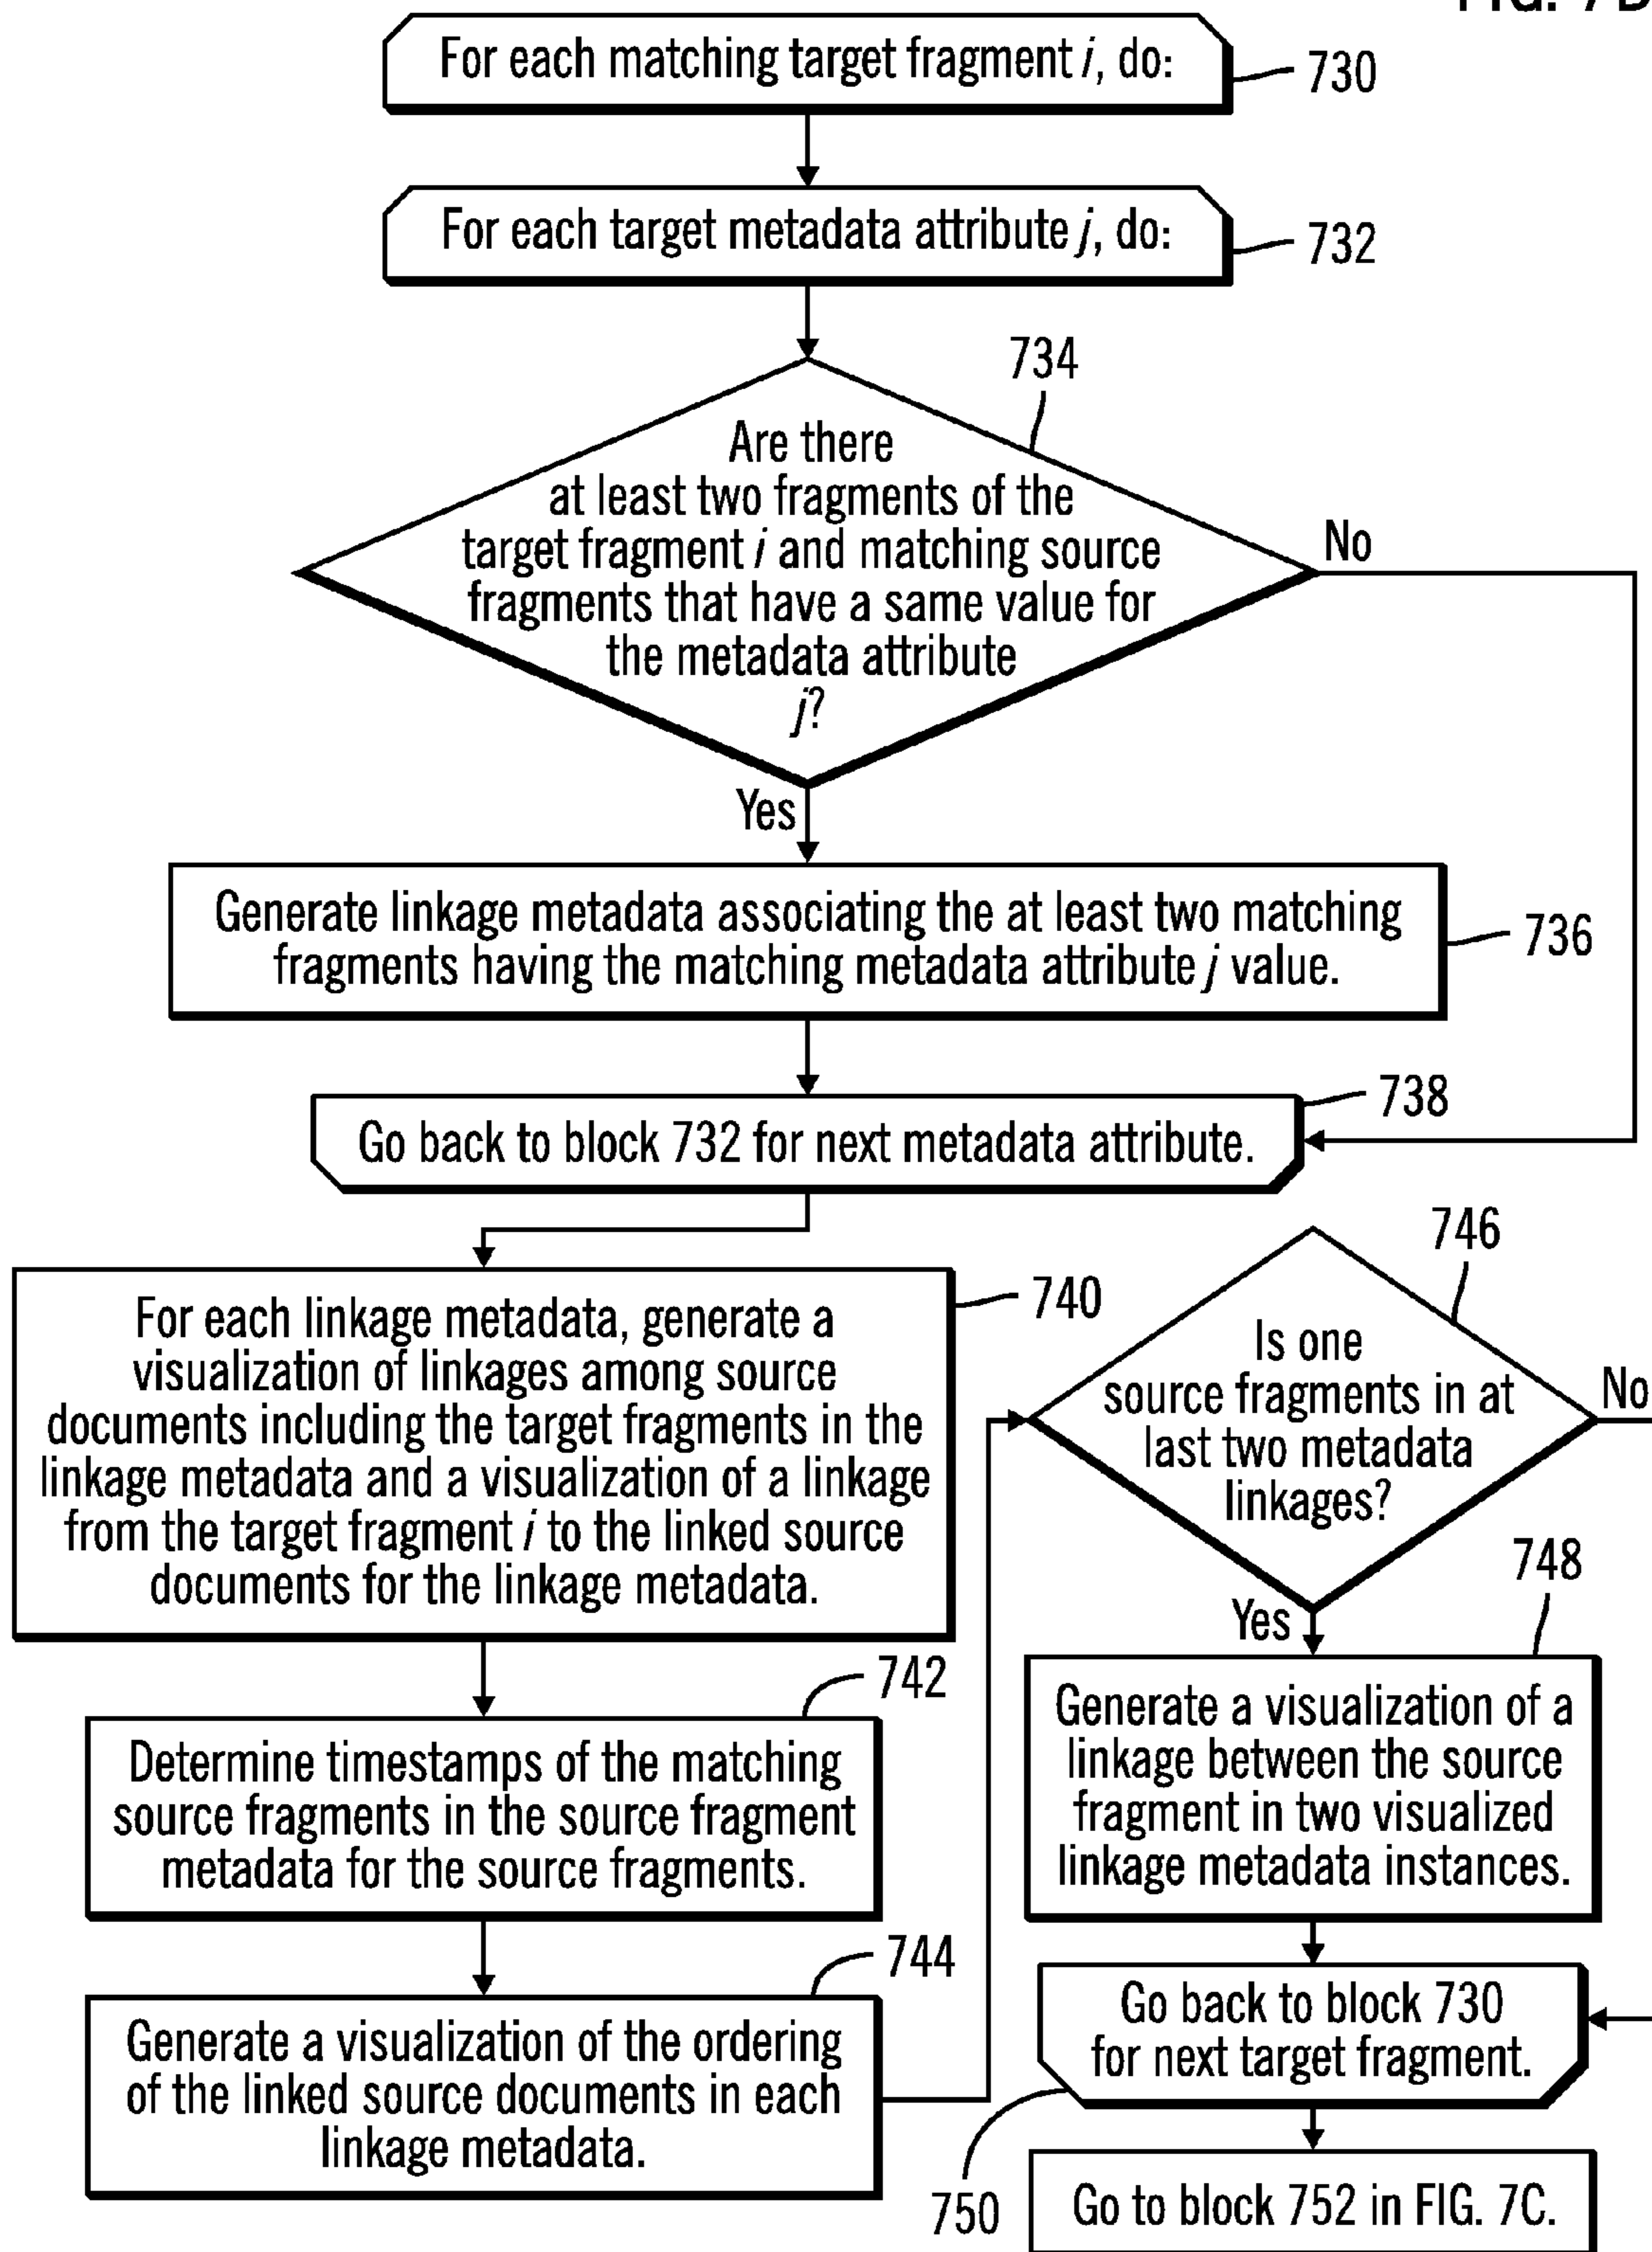 For each matching target fragment i, do:
730
For each target metadata attribute j, do:
732
734
Are there
at least two fragments of the
target fragment i and matching source
fragments that have a same value for
the metadata attribute
j?
No
Yes
Generate linkage metadata associating the at least two matching
fragments having the matching metadata attribute j value.
736
738
Go back to block 732 for next metadata attribute.
For each linkage metadata, generate a
visualization of linkages among source
documents including the target fragments in the
linkage metadata and a visualization of a linkage
from the target fragment i to the linked source
documents for the linkage metadata.
740
742
Determine timestamps of the matching
source fragments in the source fragment
metadata for the source fragments.
744
Generate a visualization of the ordering
of the linked source documents in each
linkage metadata.
746
Is one
source fragments in at
last two metadata
linkages?
No
Yes
748
Generate a visualization of a
linkage between the source
fragment in two visualized
linkage metadata instances.
Go back to block 730
for next target fragment.
750
Go to block 752 in FIG. 7C.